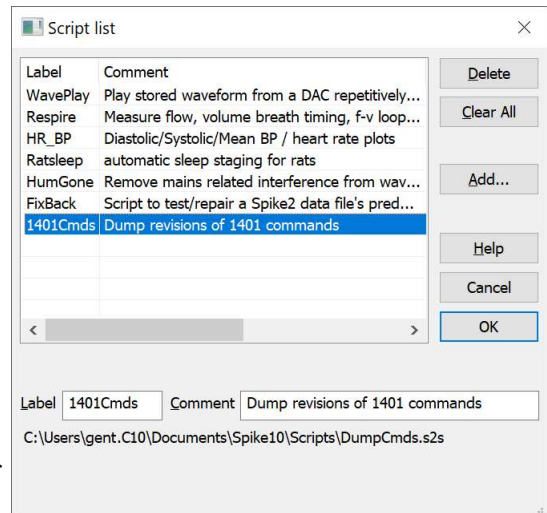 Script list
Label Comment
WavePlay Play stored waveform from a DAC repetitively...
Respire Measure flow, volume breath timing, f-v loop...
HR_BP Diastolic/Systolic/Mean BP / heart rate plots
Ratsleep automatic sleep staging for rats
HumGone Remove mains related interference from wav...
FixBack Script to test/repair a Spike2 data file's pred...
1401Cmds Dump revisions of 1401 commands
Delete
Clear All
Add...
Help
Cancel
OK
Label 1401Cmds Comment Dump revisions of 1401 commands
C:\Users\gent.C10\Documents\Spike10\Scripts\DumpCmds.s2s